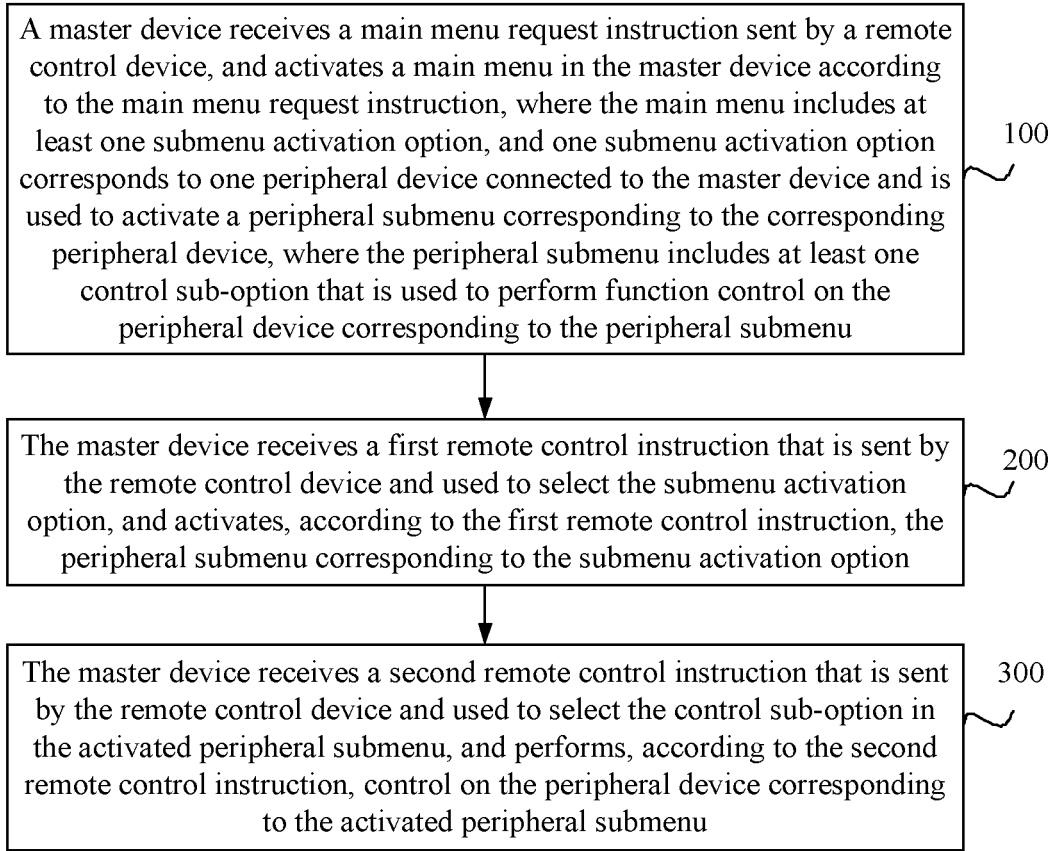 A master device receives a main menu request instruction sent by a remote
control device, and activates a main menu in the master device according
to the main menu request instruction, where the main menu includes at
least one submenu activation option, and one submenu activation option
corresponds to one peripheral device connected to the master device and is
used to activate a peripheral submenu corresponding to the corresponding
peripheral device, where the peripheral submenu includes at least one
control sub-option that is used to perform function control on the
peripheral device corresponding to the peripheral submenu
100
The master device receives a first remote control instruction that is sent by
the remote control device and used to select the submenu activation
option, and activates, according to the first remote control instruction, the
peripheral submenu corresponding to the submenu activation option
200
The master device receives a second remote control instruction that is sent
by the remote control device and used to select the control sub-option in
the activated peripheral submenu, and performs, according to the second
remote control instruction, control on the peripheral device corresponding
to the activated peripheral submenu
300